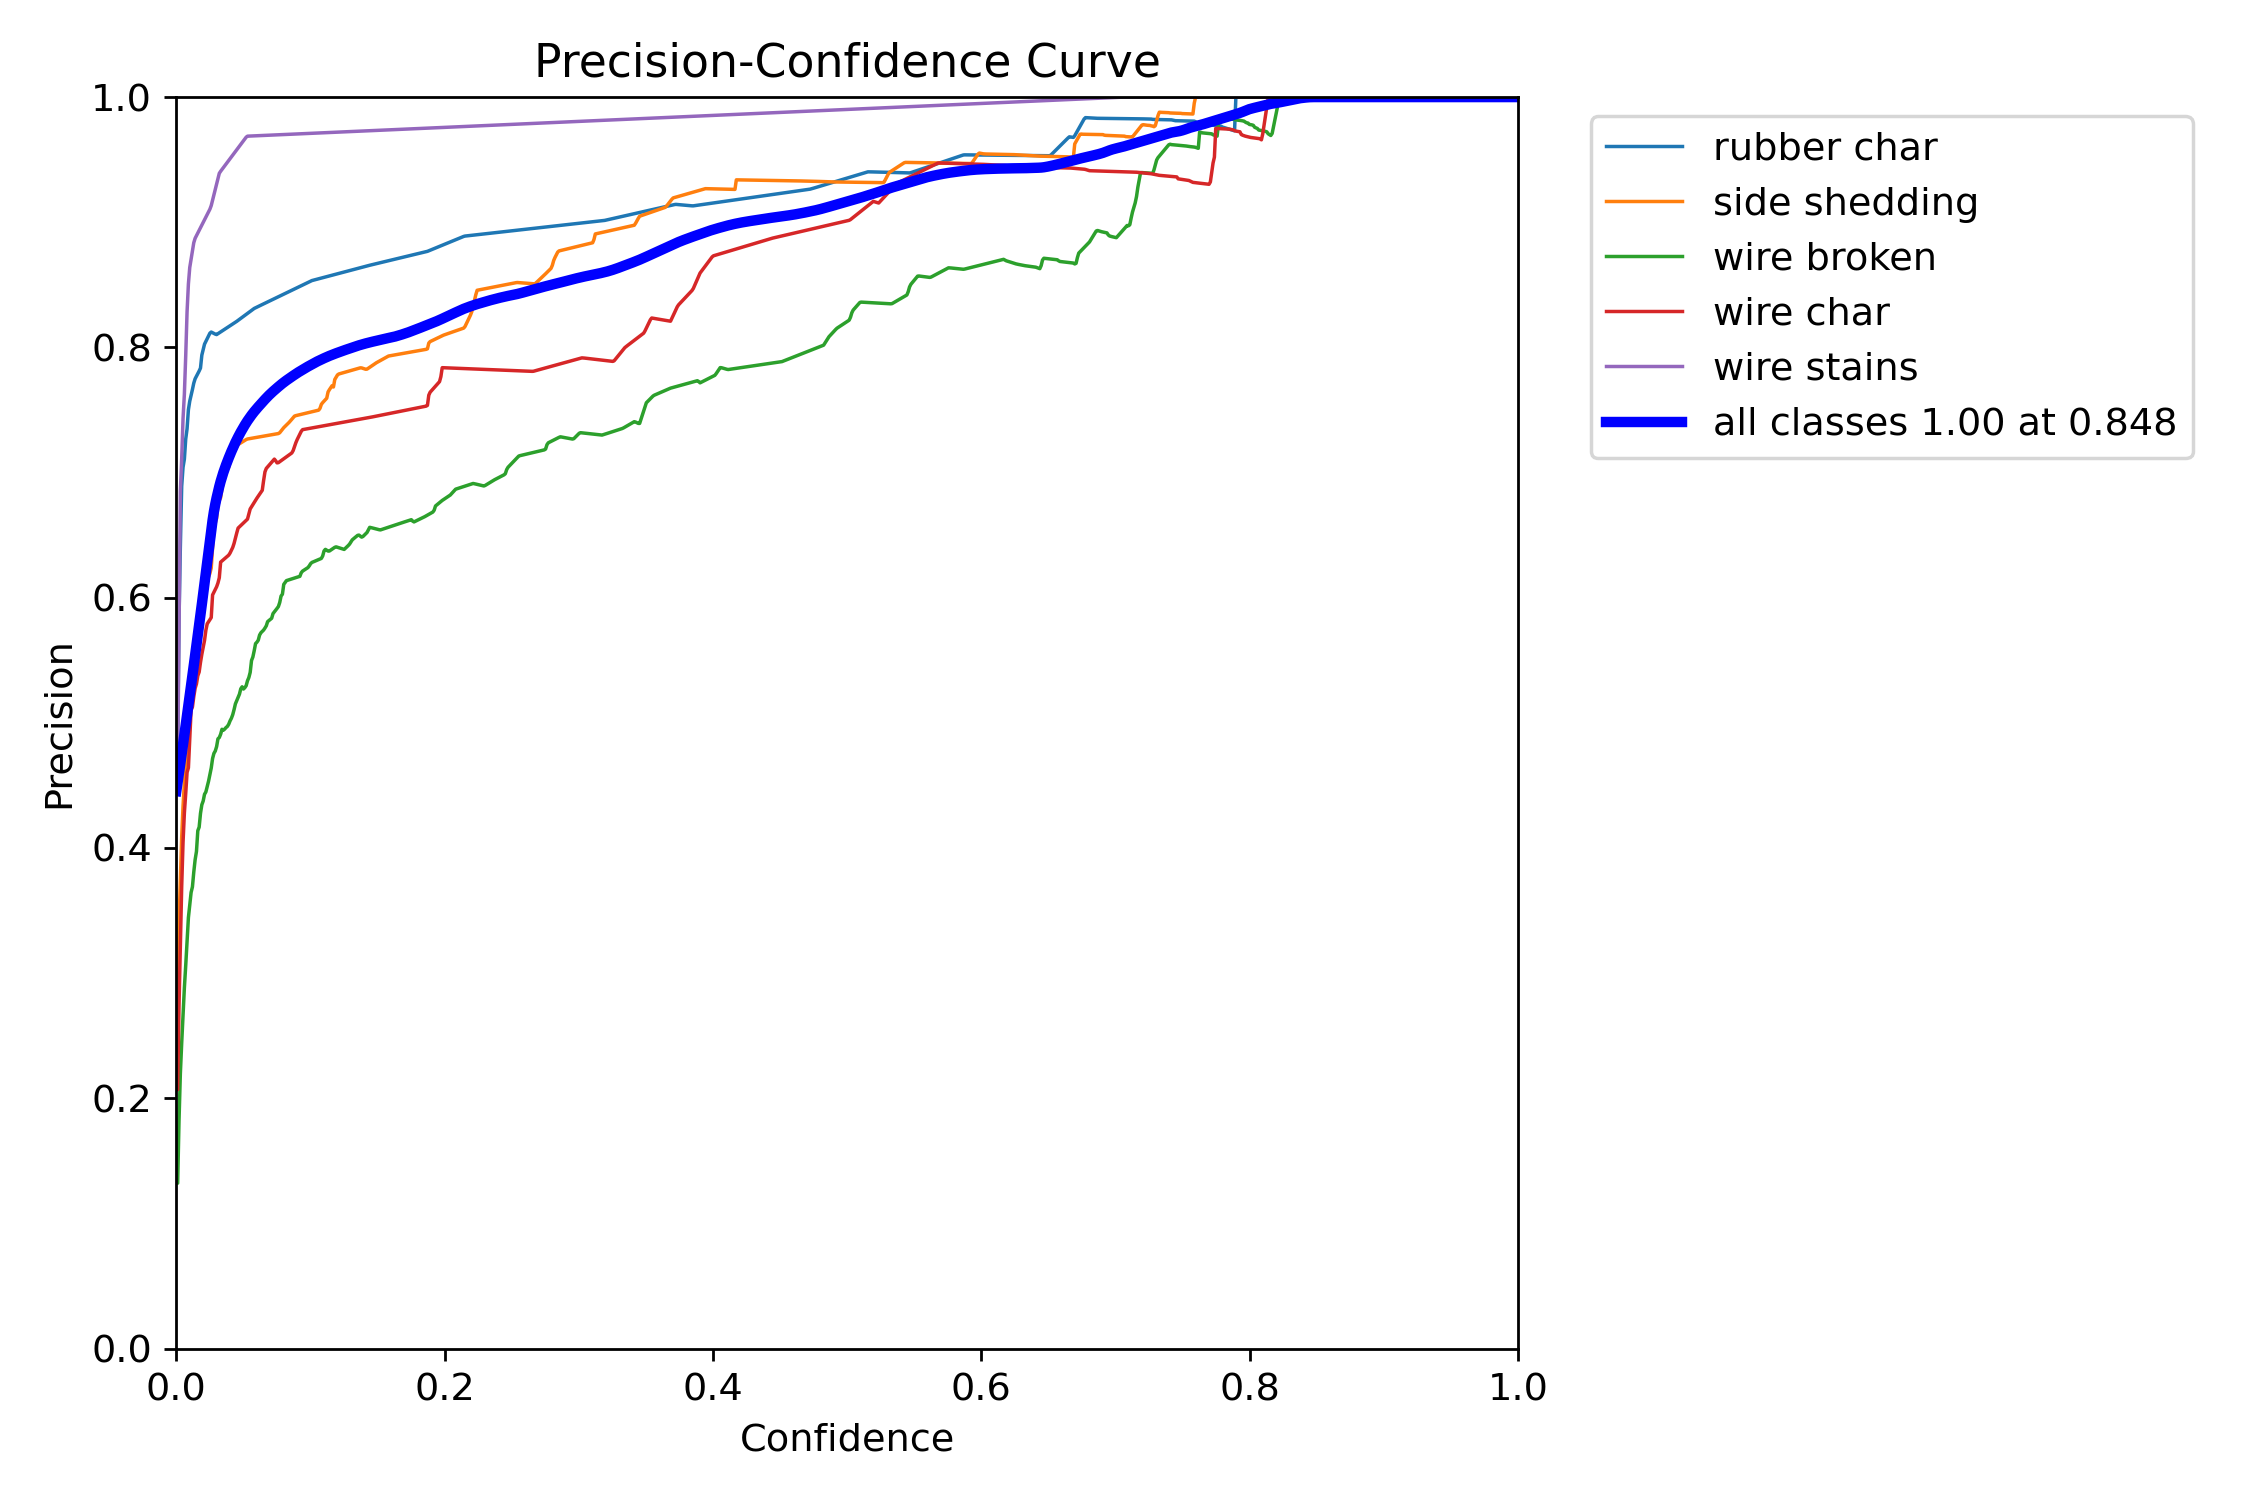 Precision-Confidence Curve
1.0
0.8
0.6
0.4
0.2
0.0
Precision
0.0 0.2 0.4 0.6 0.8 1.0
Confidence
rubber char
side shedding
wire broken
wire char
wire stains
all classes 1.00 at 0.848